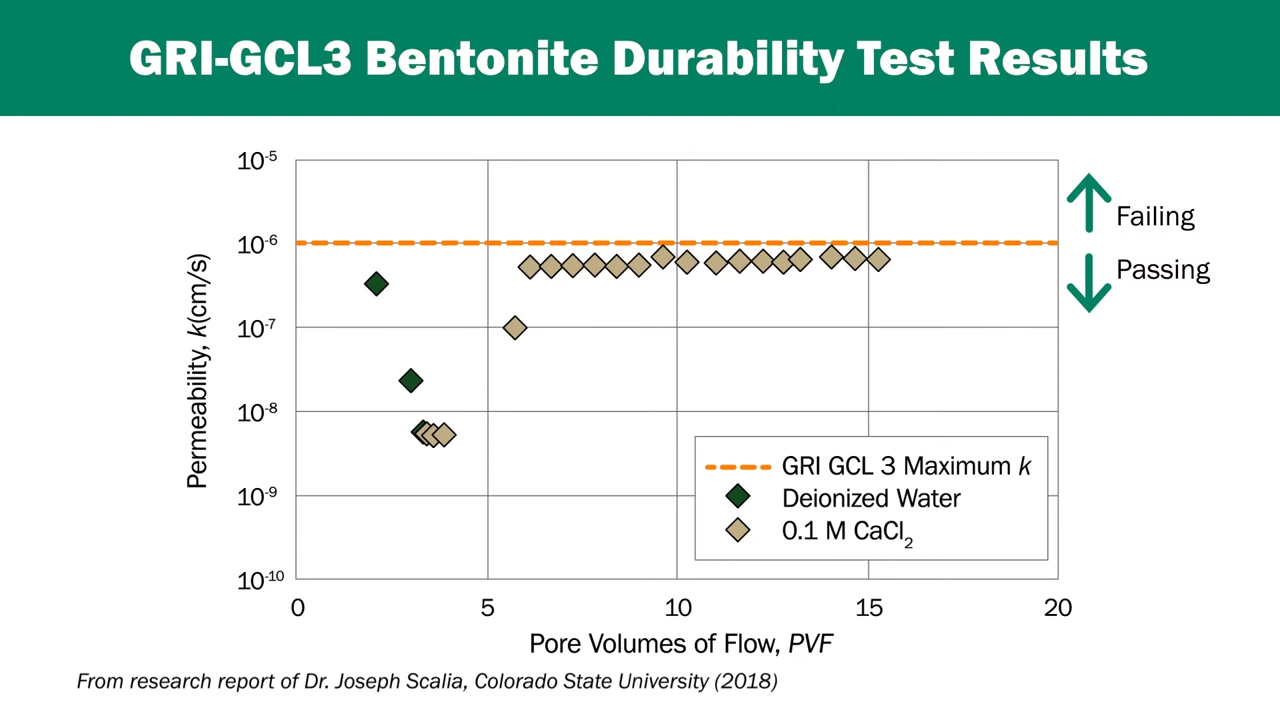 GRI-GCL3 Bentonite Durability Test Results
10⁻⁵
10⁻⁶
10⁻⁷
10⁻⁸
10⁻⁹
10⁻¹⁰
Permeability, k(cm/s)
Failing
Passing
GRI GCL 3 Maximum k
Deionized Water
0.1 M CaCl₂
0 5 10 15 20
Pore Volumes of Flow, PVF
From research report of Dr. Joseph Scalia, Colorado State University (2018)